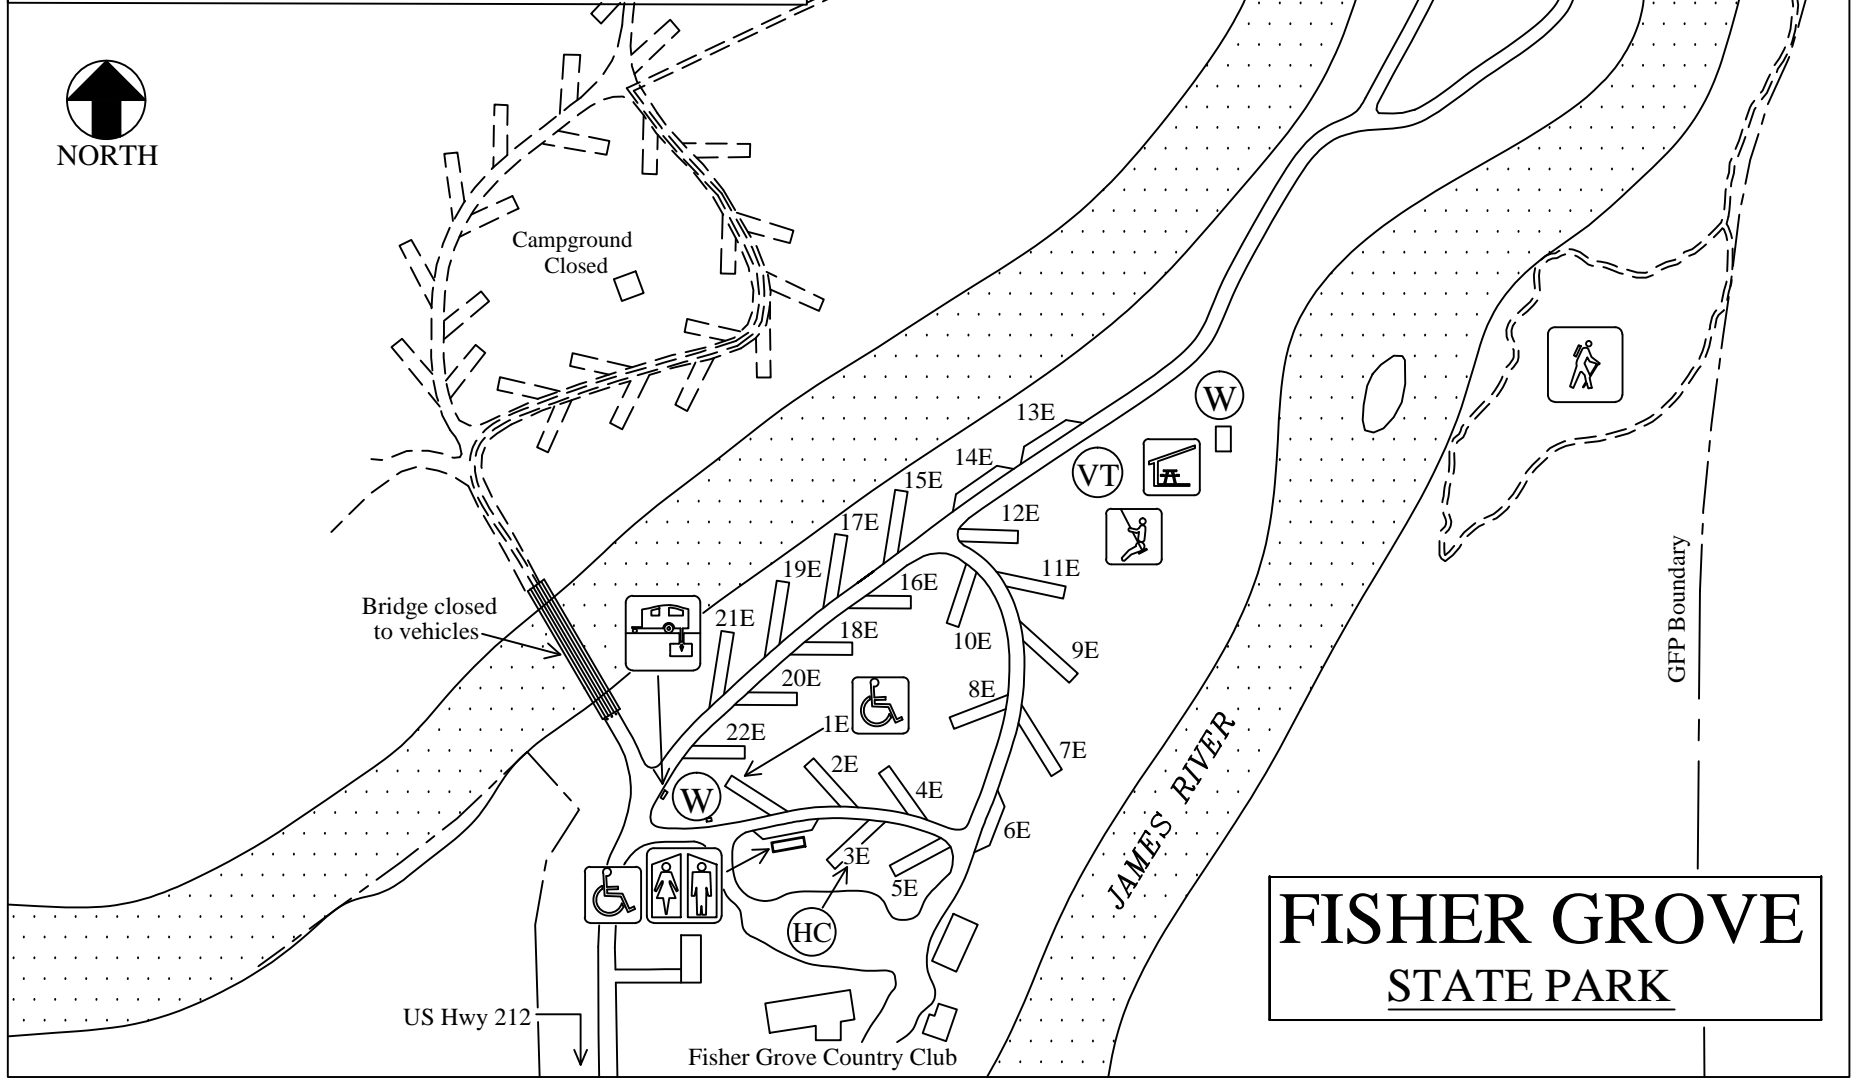 NORTH
Campground
Closed
Bridge closed
to vehicles
W
13E
14E
VT
15E
12E
17E
11E
19E
16E
21E
18E
10E
9E
20E
8E
1E
22E
7E
2E
4E
W
6E
3E
5E
HC
GFP Boundary
JAMES RIVER
US Hwy 212
Fisher Grove Country Club
FISHER GROVE
STATE PARK